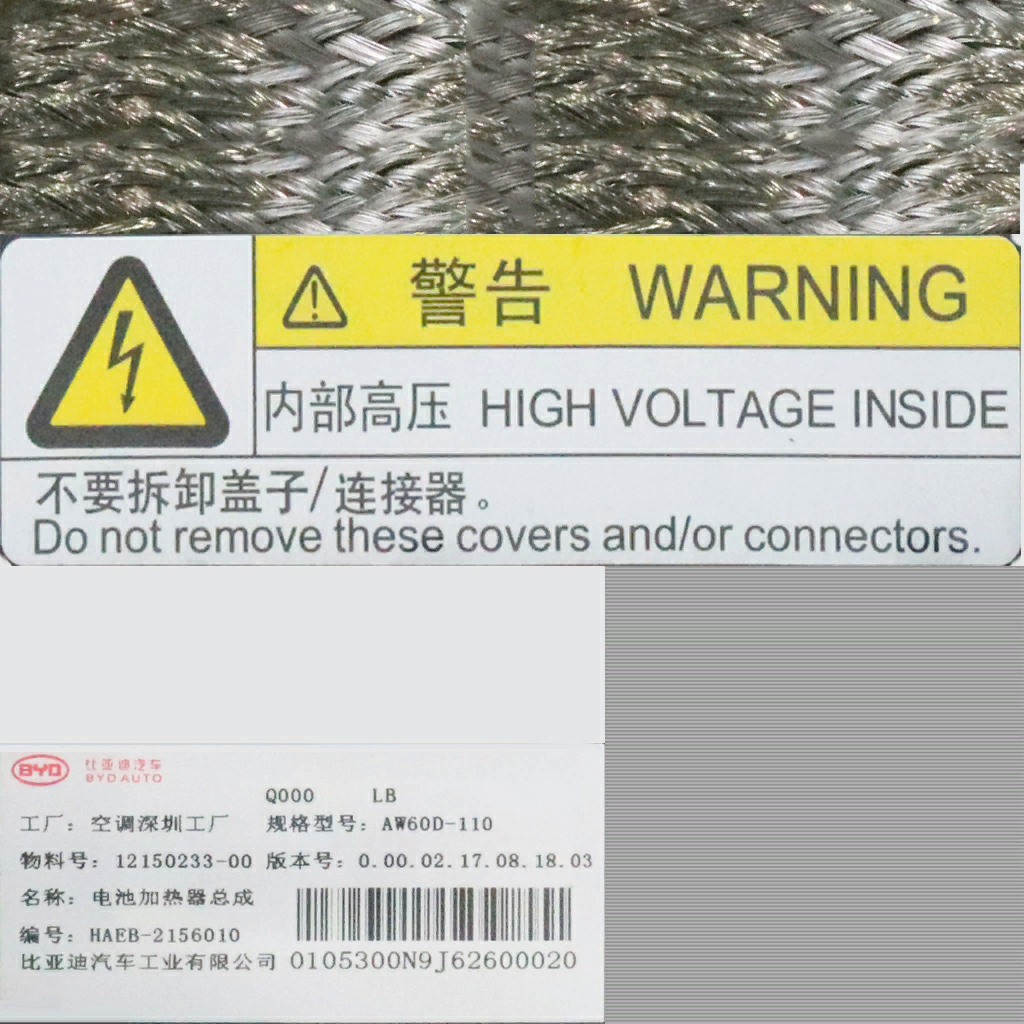 警告 WARNING
内部高压 HIGH VOLTAGE INSIDE
不要拆卸盖子/连接器。
Do not remove these covers and/or connectors.
BYD 比亚迪汽车
BYD AUTO
Q000 LB
工厂: 空调深圳工厂 规格型号: AW60D-110
物料号: 12150233-00 版本号: 0.00.02.17.08.18.03
名称: 电池加热器总成
编号: HAEB-2156010
比亚迪汽车工业有限公司 0105300N9J62600020